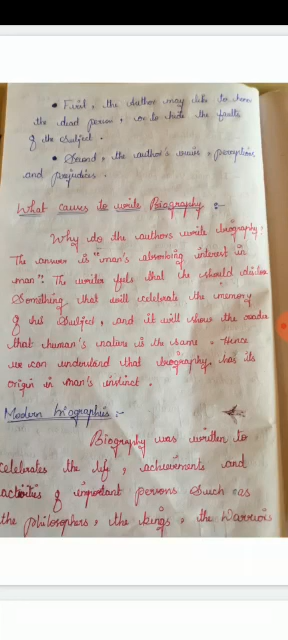 • First, the author may like to honour
the dead person, or to hide the faults
of the subject.
• Second, the author's views, perceptions
and prejudices.
What causes to write Biography :-
Why do the authors write biography.
The answer is "man's absorbing interest in
man". The writer feels that he should
Something that will celebrate the memory
of his subject, and it will show the reader
that human's nature is the same. Hence
we can understand that biography has its
origin in man's instinct.
Modern biographies :-
Biography was written to
celebrates the life, achievements and
activities of important persons such as
the philosophers, the kings, the warriors